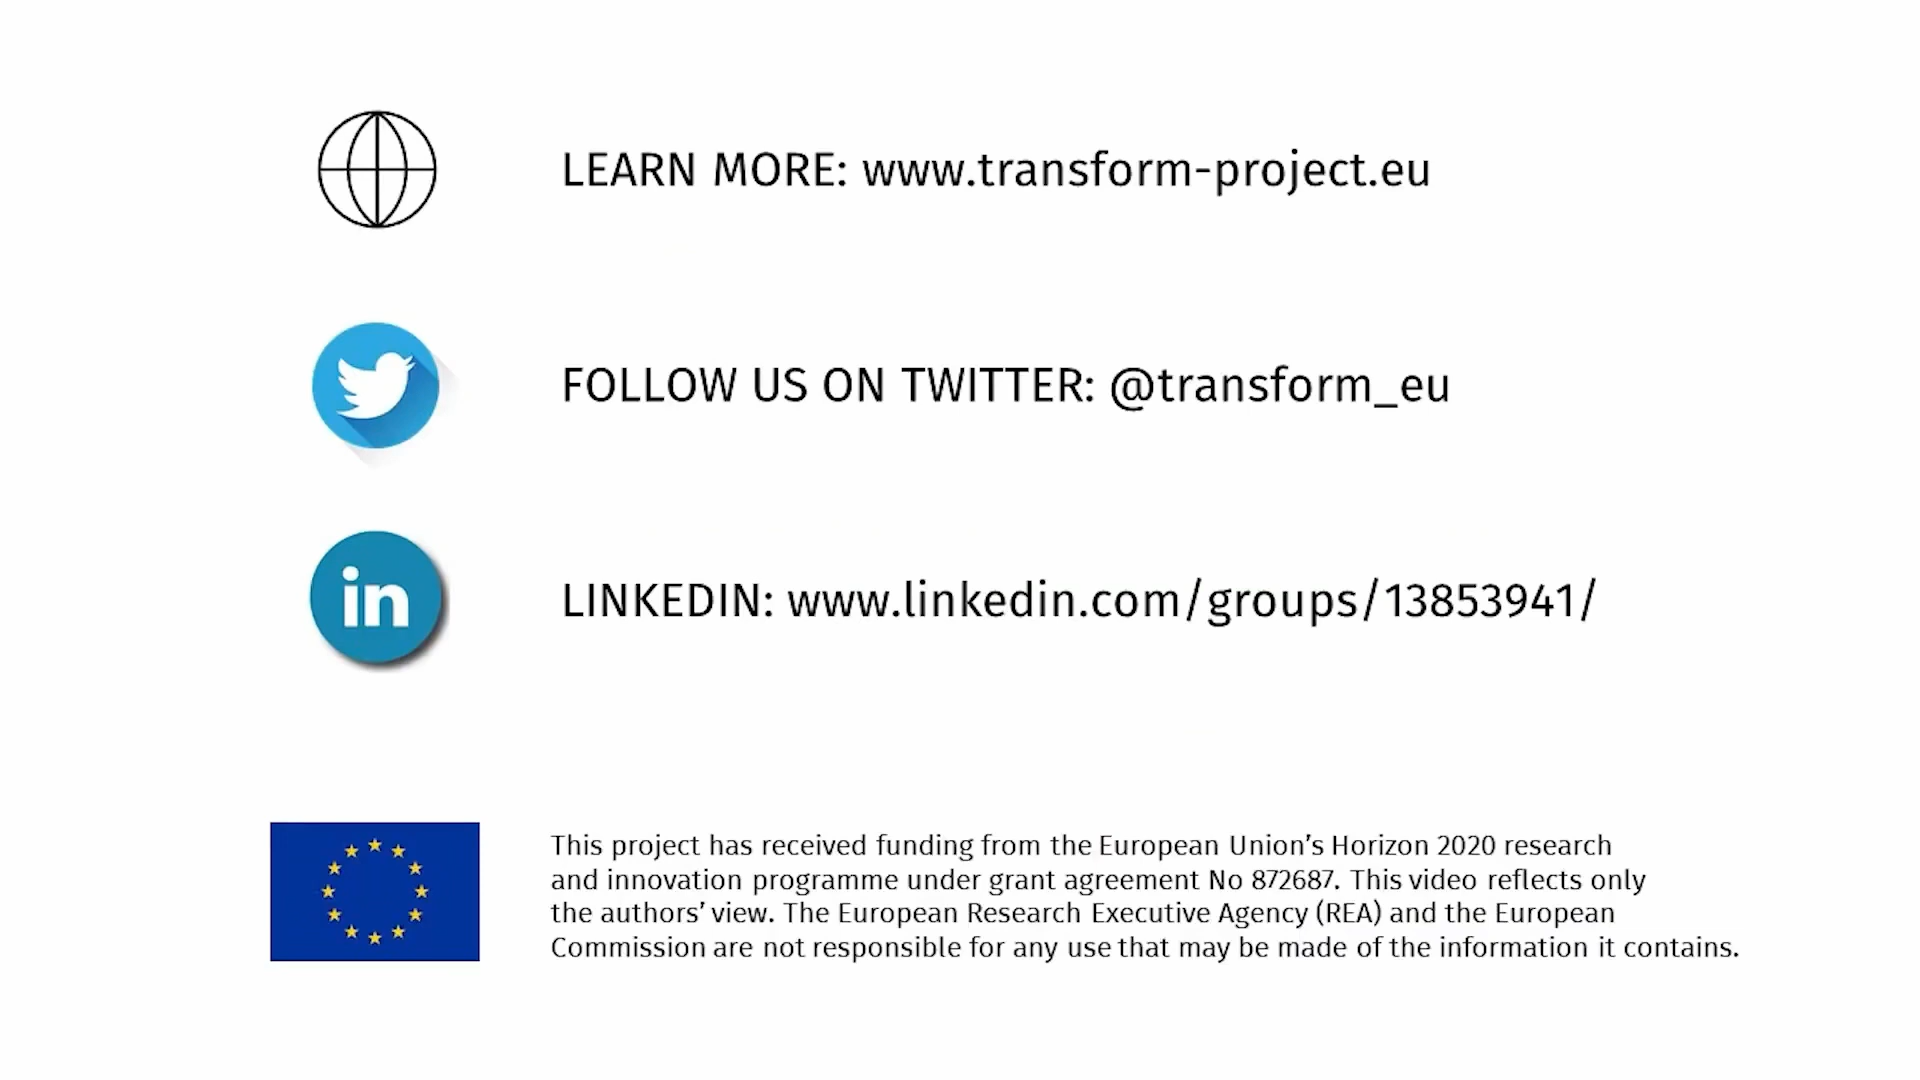 LEARN MORE: www.transform-project.eu
FOLLOW US ON TWITTER: @transform_eu
in
LINKEDIN: www.linkedin.com/groups/13853941/
This project has received funding from the European Union’s Horizon 2020 research
and innovation programme under grant agreement No 872687. This video reflects only
the authors’ view. The European Research Executive Agency (REA) and the European
Commission are not responsible for any use that may be made of the information it contains.